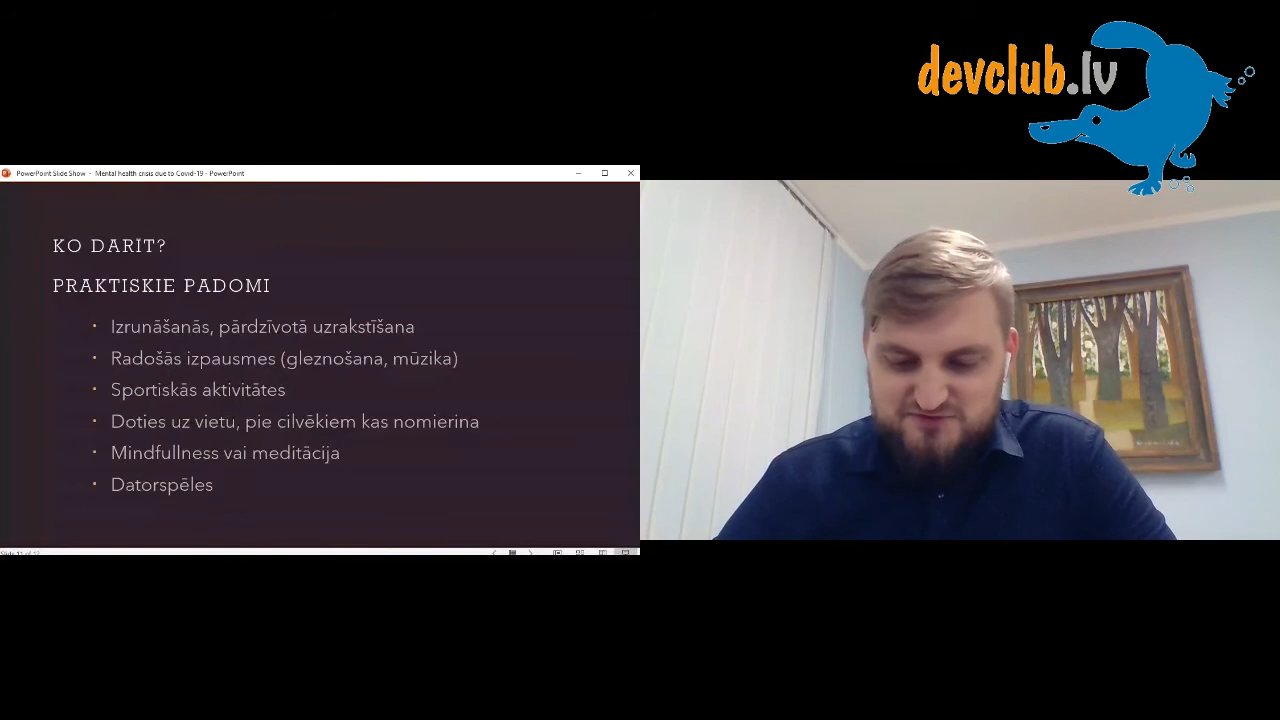 devclub.lv
PowerPoint Slide Show - Mental health crisis due to Covid-19 - PowerPoint
KO DARĪT?
PRAKTISKIE PADOMI
• Izrunāšanās, pārdzīvotā uzrakstīšana
• Radošās izpausmes (gleznošana, mūzika)
• Sportiskās aktivitātes
• Doties uz vietu, pie cilvēkiem kas nomierina
• Mindfullness vai meditācija
• Datorspēles